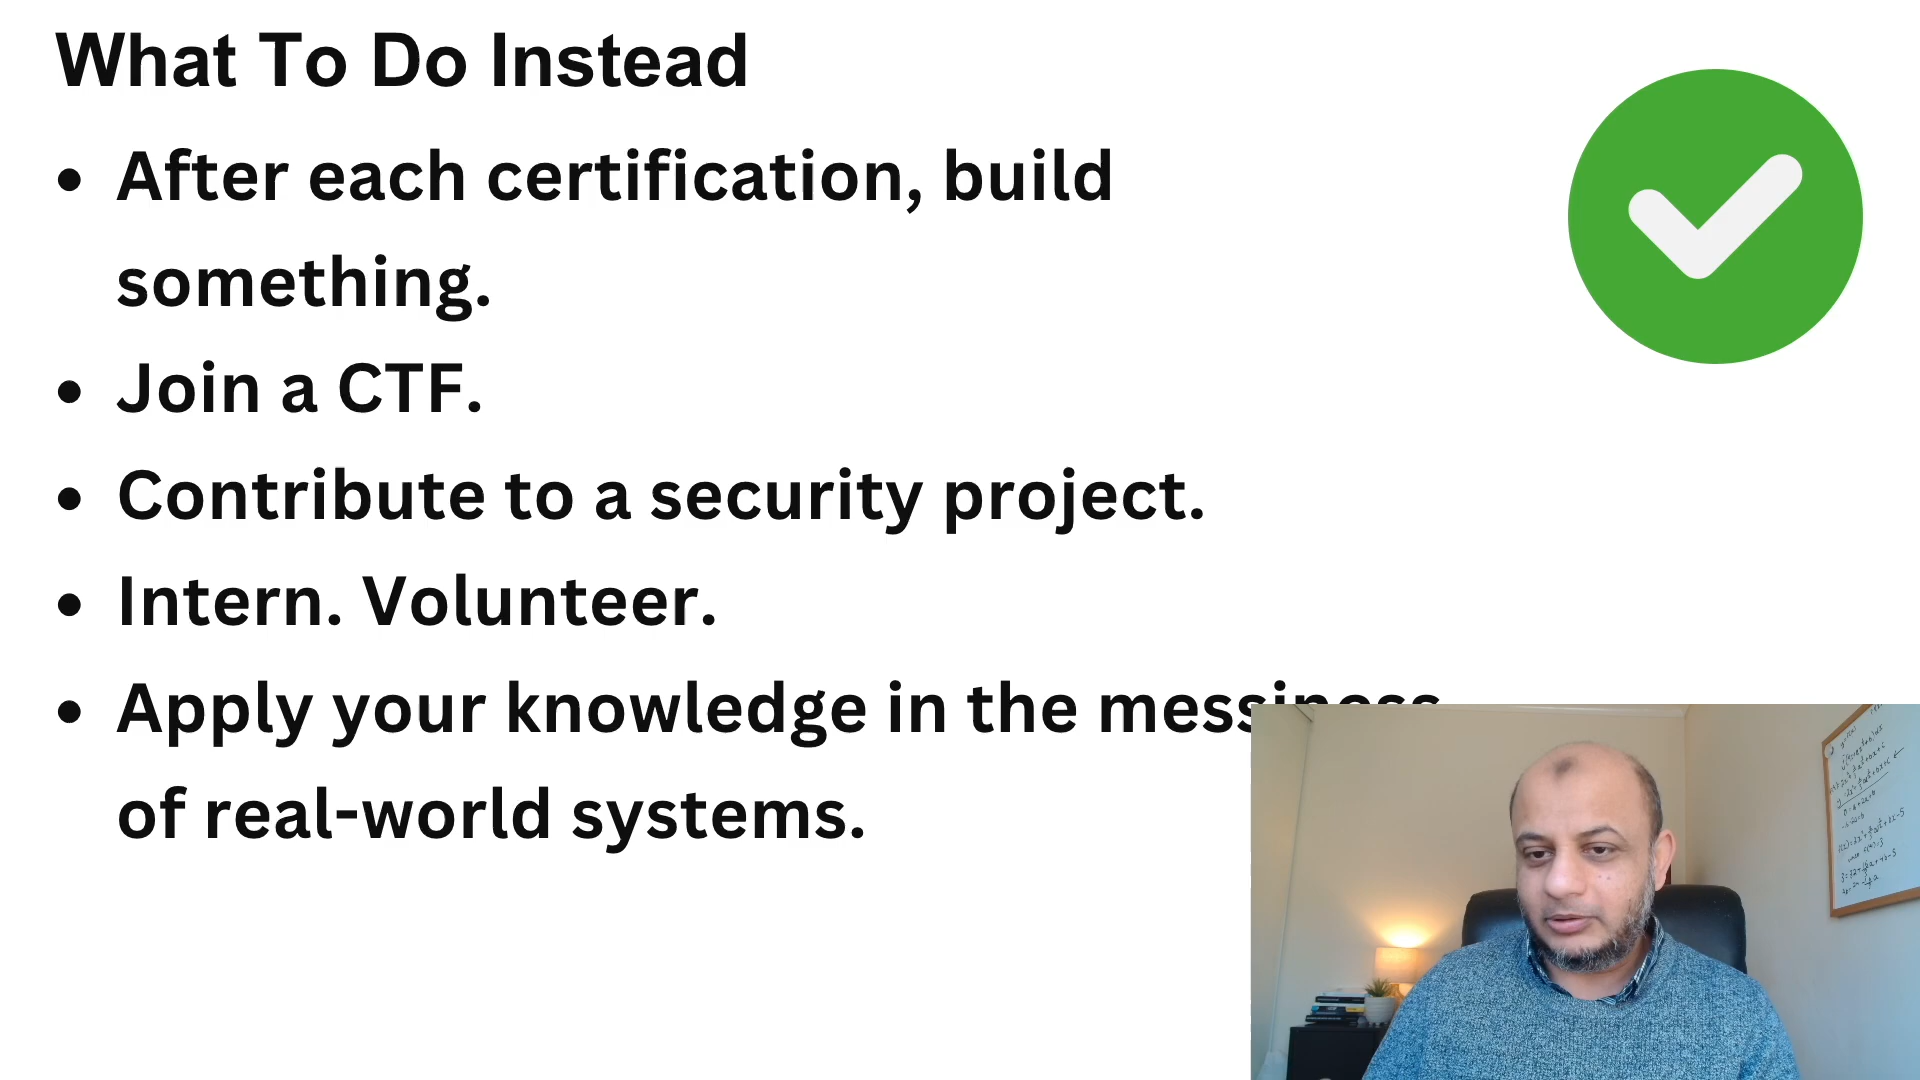 What To Do Instead
• After each certification, build
something.
• Join a CTF.
• Contribute to a security project.
• Intern. Volunteer.
• Apply your knowledge in the messiness
of real-world systems.